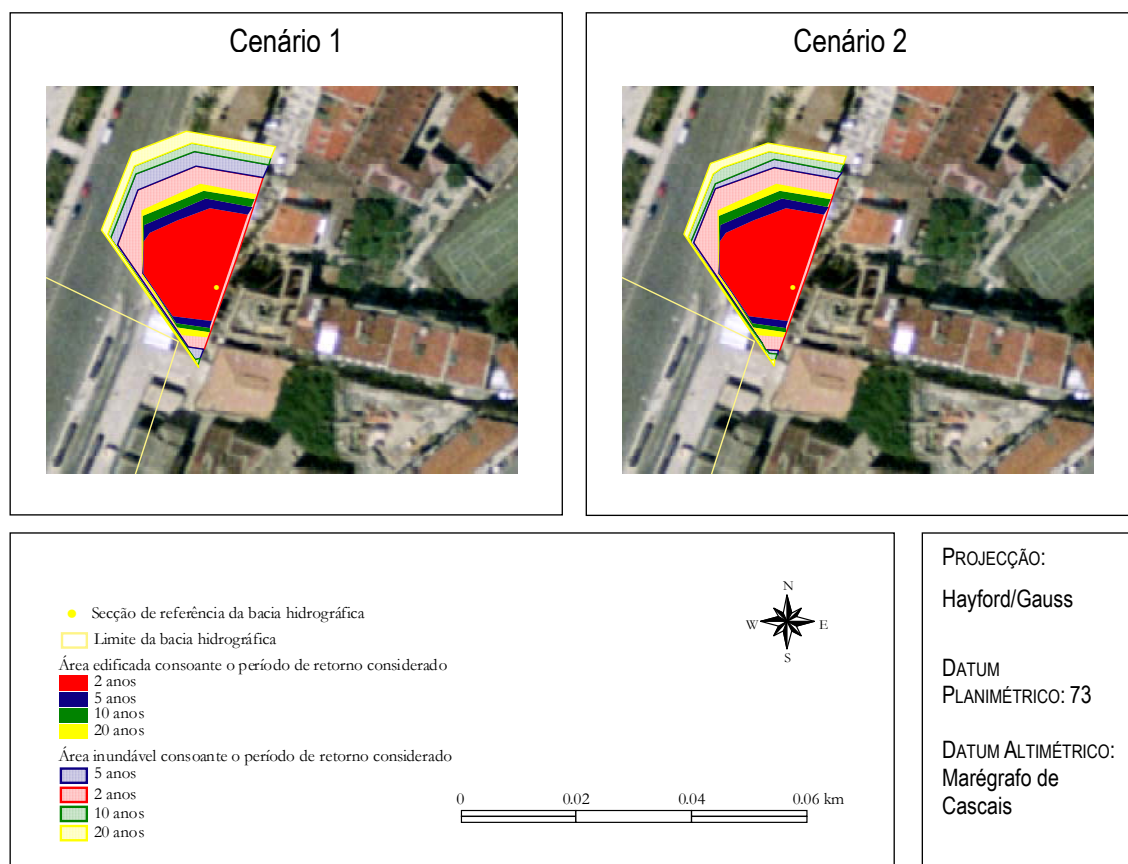 Cenário 1
Cenário 2
Secção de referência da bacia hidrográfica
Limite da bacia hidrográfica
Área edificada consoante o período de retorno considerado
2 anos
5 anos
10 anos
20 anos
Área inundável consoante o período de retorno considerado
5 anos
2 anos
10 anos
20 anos
N
W E
S
0 0.02 0.04 0.06 km
PROJECÇÃO:
Hayford/Gauss
DATUM
PLANIMÉTRICO: 73
DATUM ALTIMÉTRICO:
Marégrafo de
Cascais